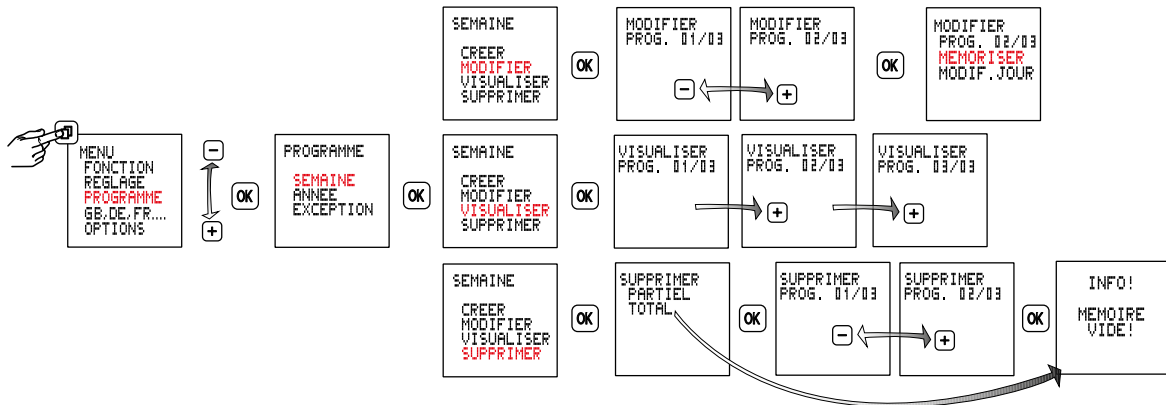 MENU
FONCTION
REGLAGE
PROGRAMME
GB,DE,FR....
OPTIONS
-
+
OK
PROGRAMME
SEMAINE
ANNEE
EXCEPTION
OK
SEMAINE
CREER
MODIFIER
VISUALISER
SUPPRIMER
OK
MODIFIER
PROG. 01/03
-
MODIFIER
PROG. 02/03
+
OK
MODIFIER
PROG. 02/03
MEMORISER
MODIF.JOUR
SEMAINE
CREER
MODIFIER
VISUALISER
SUPPRIMER
OK
VISUALISER
PROG. 01/03
VISUALISER
PROG. 02/03
+
VISUALISER
PROG. 03/03
+
SEMAINE
CREER
MODIFIER
VISUALISER
SUPPRIMER
OK
SUPPRIMER
PARTIEL
TOTAL
OK
SUPPRIMER
PROG. 01/03
-
SUPPRIMER
PROG. 02/03
+
OK
INFO!
MEMOIRE
VIDE!